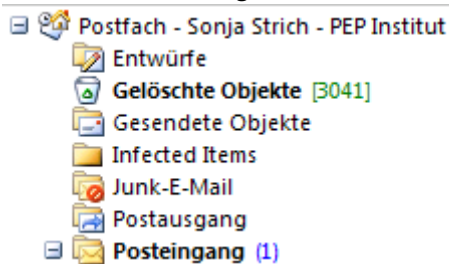 Postfach - Sonja Strich - PEP Institut
Entwürfe
Gelöschte Objekte [3041]
Gesendete Objekte
Infected Items
Junk-E-Mail
Postausgang
Posteingang (1)